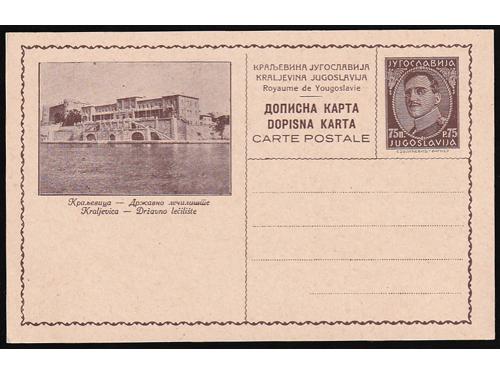 Краљевица — Државно лечилиште
Kraljevica — Državno lečilište
КРАЉЕВИНА ЈУГОСЛАВИЈА
KRALJEVINA JUGOSLAVIJA
Royaume de Yougoslavie
ДОПИСНА КАРТА
DOPISNA KARTA
CARTE POSTALE
ЈУГОСЛАВИЈА
75п. P.75
JUGOSLAVIJA